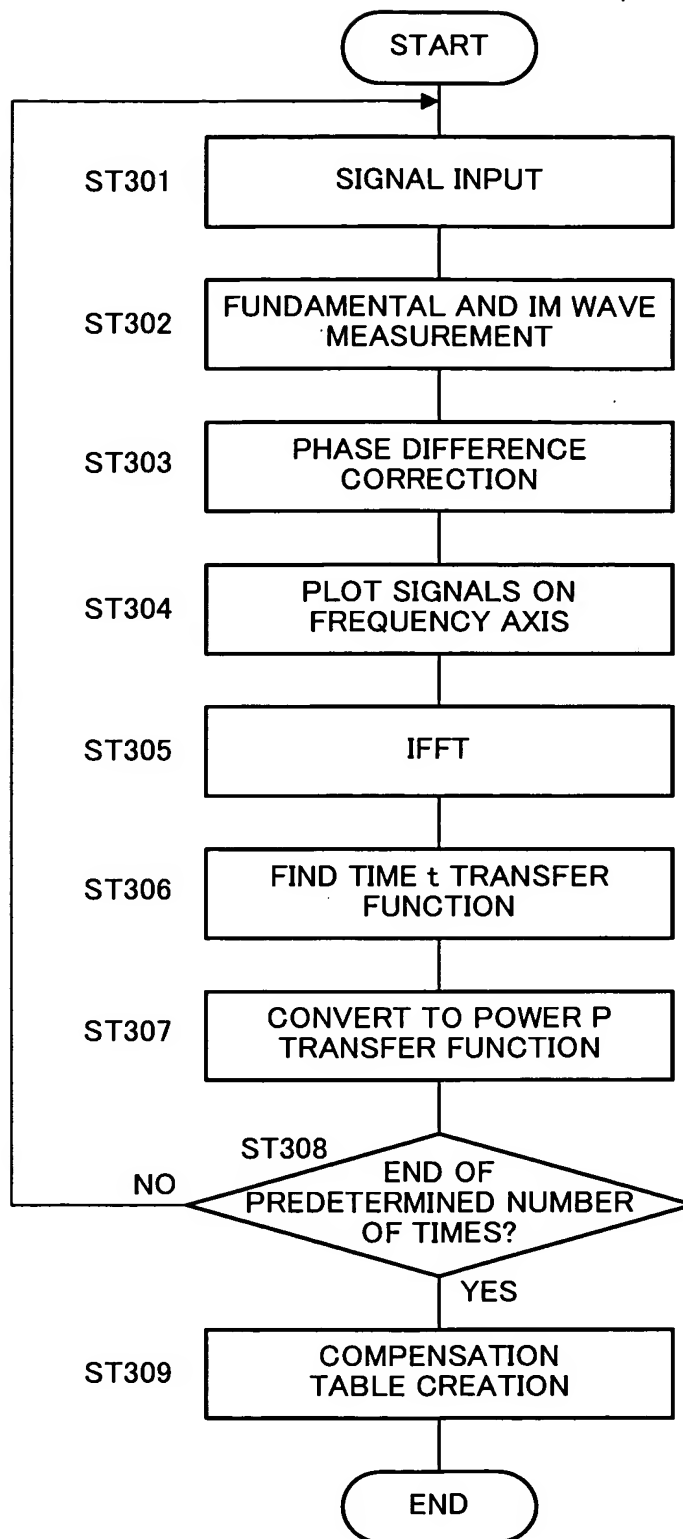 START
ST301
SIGNAL INPUT
ST302
FUNDAMENTAL AND IM WAVE
MEASUREMENT
ST303
PHASE DIFFERENCE
CORRECTION
ST304
PLOT SIGNALS ON
FREQUENCY AXIS
ST305
IFFT
ST306
FIND TIME t TRANSFER
FUNCTION
ST307
CONVERT TO POWER P
TRANSFER FUNCTION
ST308
NO
END OF
PREDETERMINED NUMBER
OF TIMES?
YES
ST309
COMPENSATION
TABLE CREATION
END